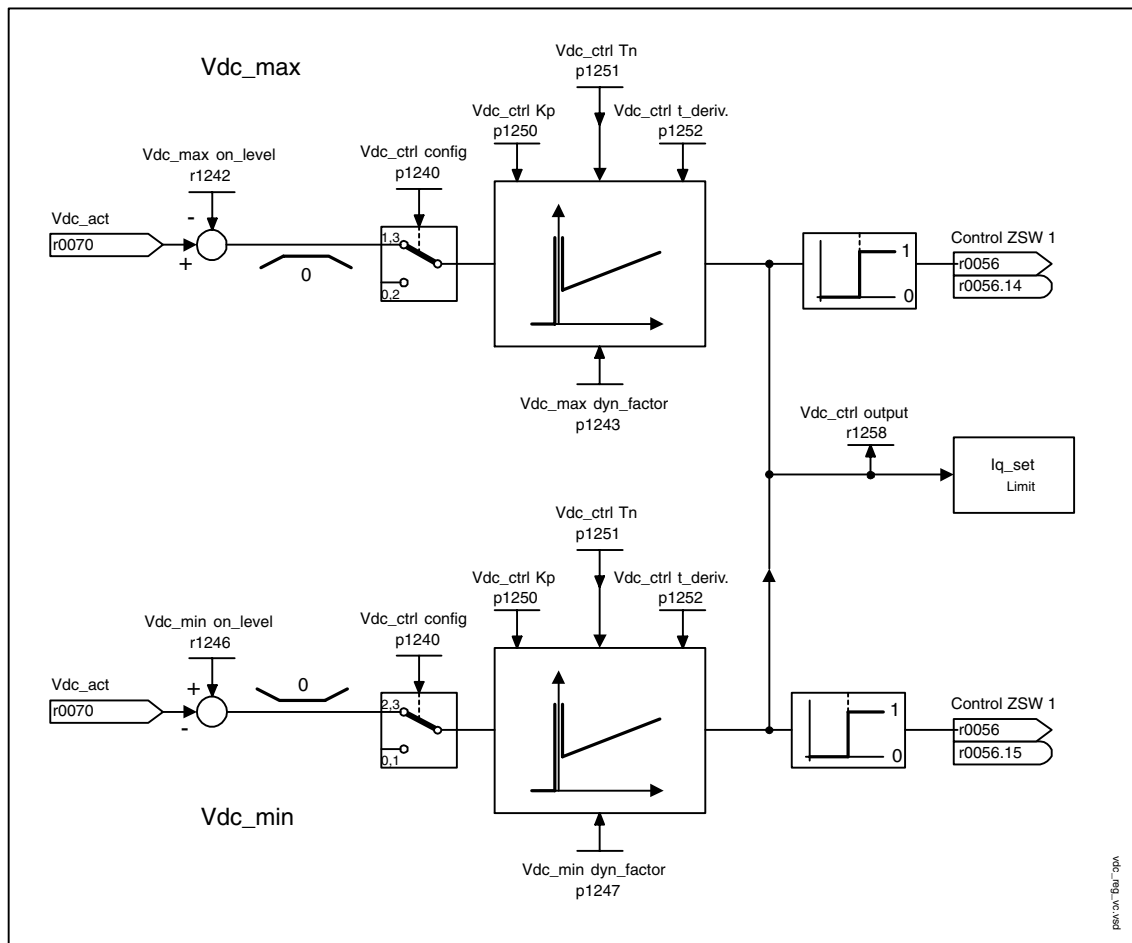 Vdc_max
Vdc_ctrl Tn
p1251
Vdc_ctrl Kp
p1250
Vdc_ctrl t_deriv.
p1252
Vdc_max on_level
r1242
Vdc_ctrl config
p1240
Vdc_act
r0070
-
+
0
1,3
0,2
1
0
Control ZSW 1
r0056
r0056.14
Vdc_max dyn_factor
p1243
Vdc_ctrl output
r1258
Iq_set
Limit
Vdc_ctrl Tn
p1251
Vdc_ctrl Kp
p1250
Vdc_ctrl t_deriv.
p1252
Vdc_min on_level
r1246
Vdc_ctrl config
p1240
Vdc_act
r0070
+
-
0
2,3
0,1
1
0
Control ZSW 1
r0056
r0056.15
Vdc_min
Vdc_min dyn_factor
p1247
vdc_reg_vc.vsd